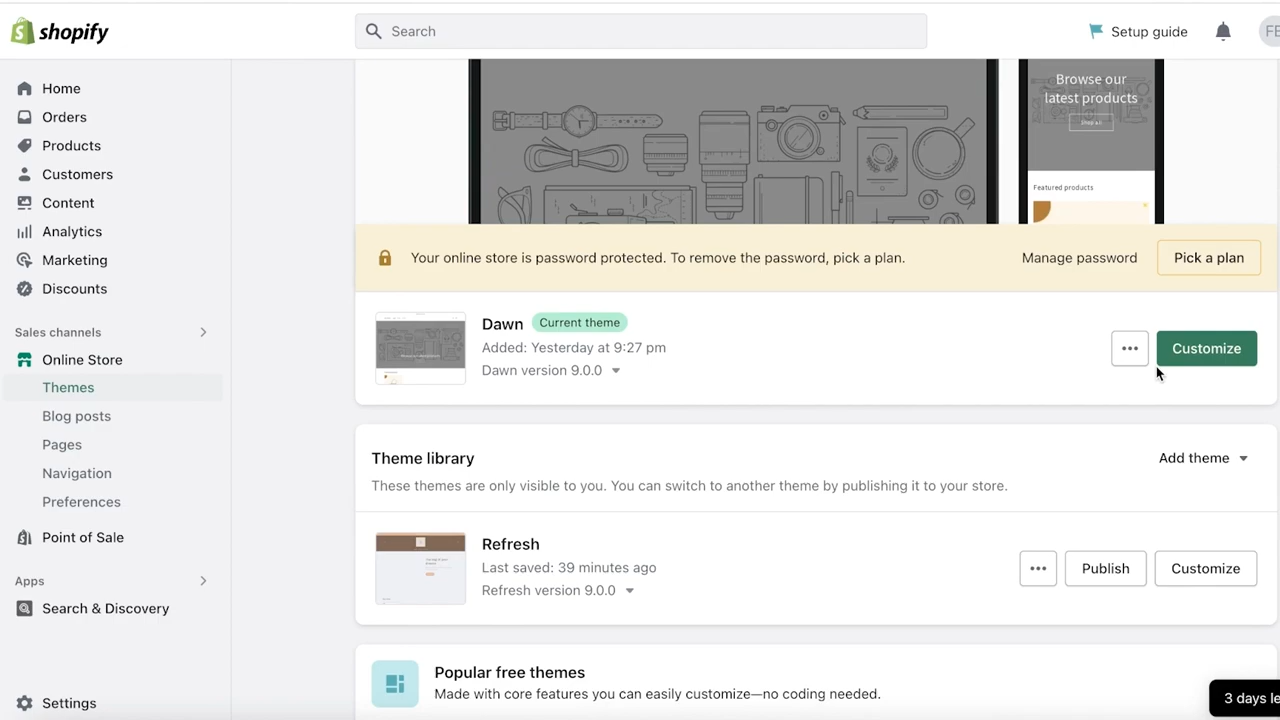 shopify
Search
Setup guide
Home
Orders
Products
Customers
Content
Analytics
Marketing
Discounts
Sales channels
Online Store
Themes
Blog posts
Pages
Navigation
Preferences
Point of Sale
Apps
Search & Discovery
Settings
Browse our
latest products
Shop all
Featured products
Your online store is password protected. To remove the password, pick a plan.
Manage password
Pick a plan
Dawn
Current theme
Added: Yesterday at 9:27 pm
Dawn version 9.0.0
Customize
Theme library
Add theme
These themes are only visible to you. You can switch to another theme by publishing it to your store.
Refresh
Last saved: 39 minutes ago
Refresh version 9.0.0
Publish
Customize
Popular free themes
Made with core features you can easily customize—no coding needed.
3 days le